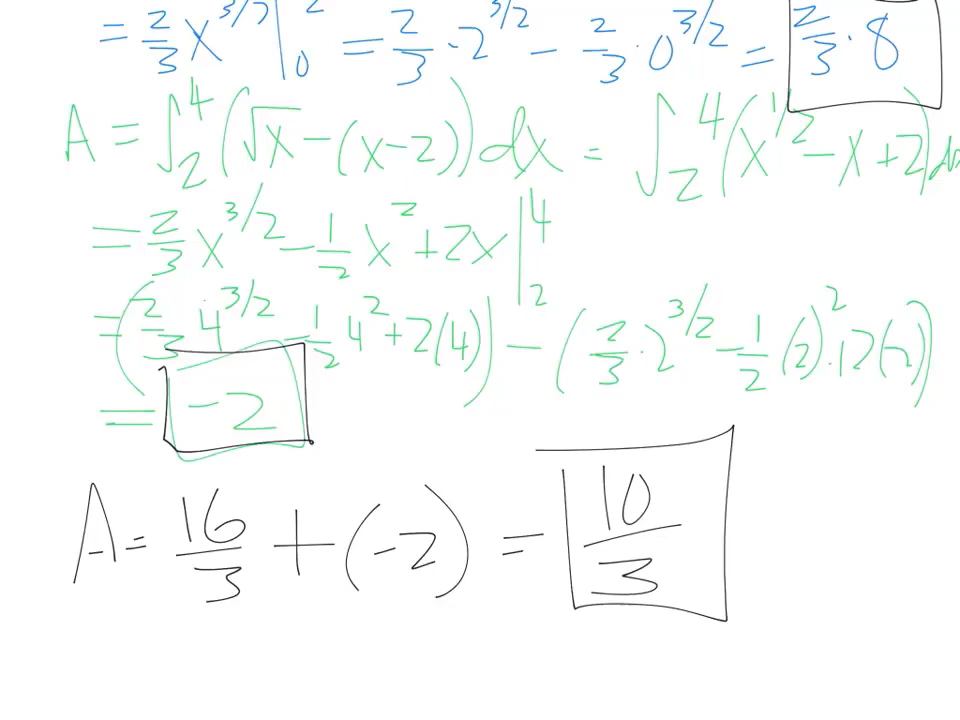 = 2/3 x^3/2 |_0^2 = 2/3 · 2^3/2 - 2/3 · 0^3/2 = 2/3 · 8
A = ∫_2^4 (√x - (x-2)) dx = ∫_2^4 (x^1/2 - x + 2) dx
= 2/3 x^3/2 - 1/2 x^2 + 2x |_2^4
= (2/3 4^3/2 - 1/2 4^2 + 2(4)) - (2/3 · 2^3/2 - 1/2 (2)^2 + 2(2))
= -2
A = 16/3 + (-2) = 10/3